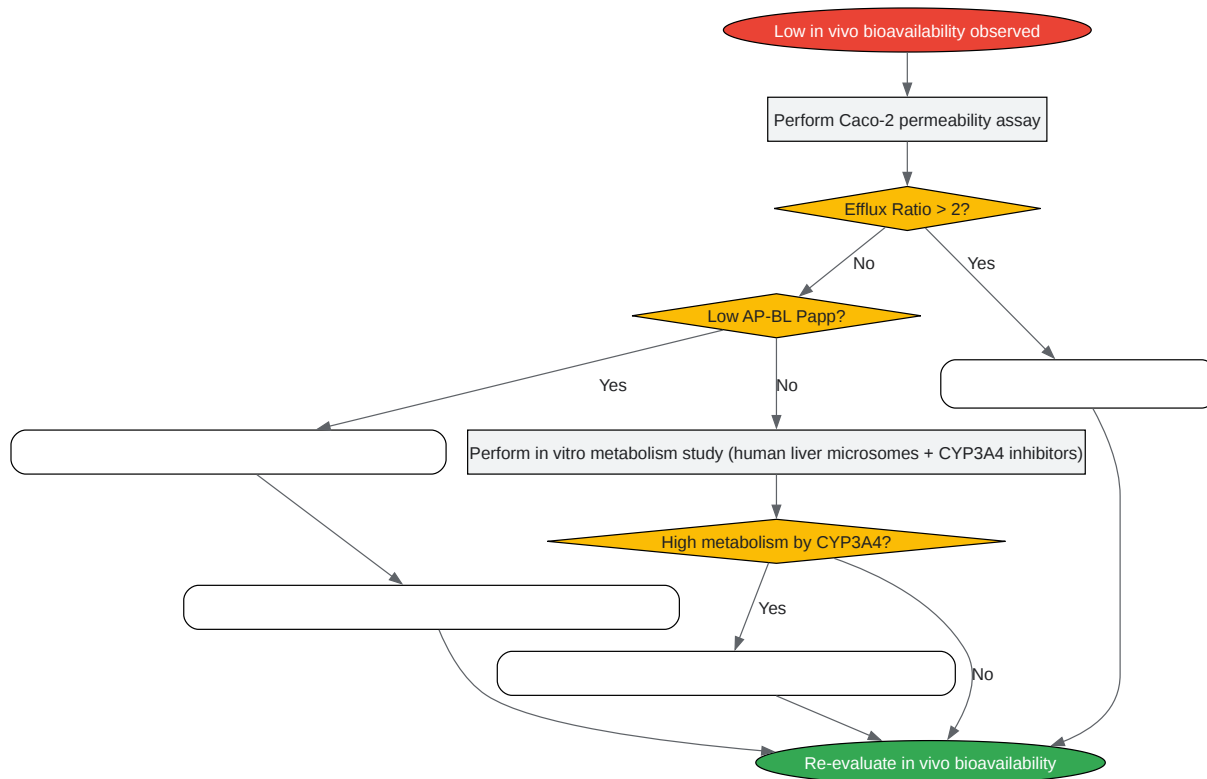 Low in vivo bioavailability observed
Perform Caco-2 permeability assay
Efflux Ratio > 2?
No
Yes
Low AP-BL Papp?
Yes
No
Perform in vitro metabolism study (human liver microsomes + CYP3A4 inhibitors)
High metabolism by CYP3A4?
Yes
No
Re-evaluate in vivo bioavailability